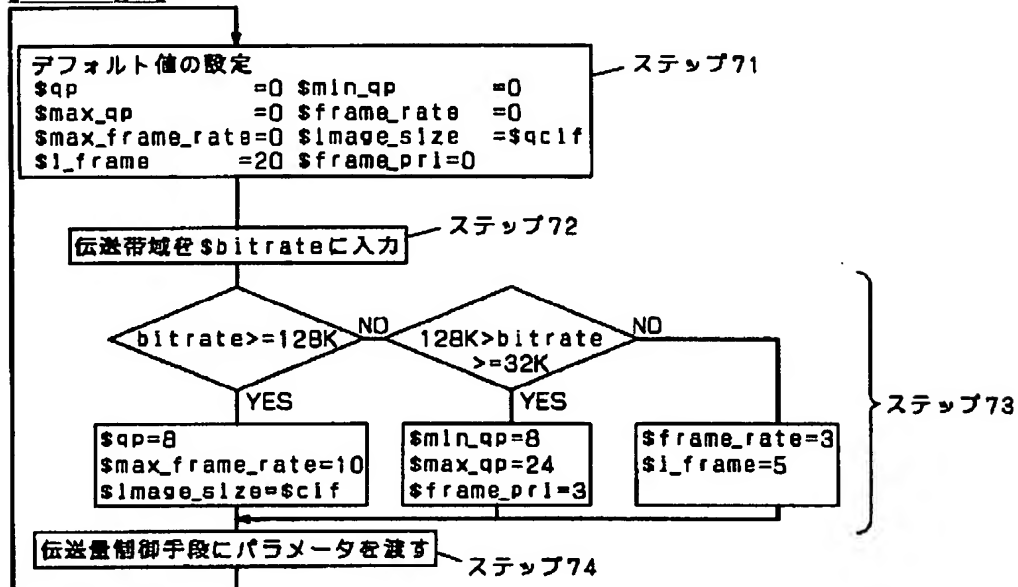 デフォルト値の設定
$qp =0 $min_qp =0
$max_qp =0 $frame_rate =0
$max_frame_rate=0 $image_size =$qcif
$i_frame =20 $frame_pri=0
ステップ71
ステップ72
伝送帯域を$bitrateに入力
bitrate>=128K
NO
128K>bitrate
>=32K
NO
YES
YES
ステップ73
$qp=8
$max_frame_rate=10
$image_size=$cif
$min_qp=8
$max_qp=24
$frame_pri=3
$frame_rate=3
$i_frame=5
伝送量制御手段にパラメータを渡す
ステップ74